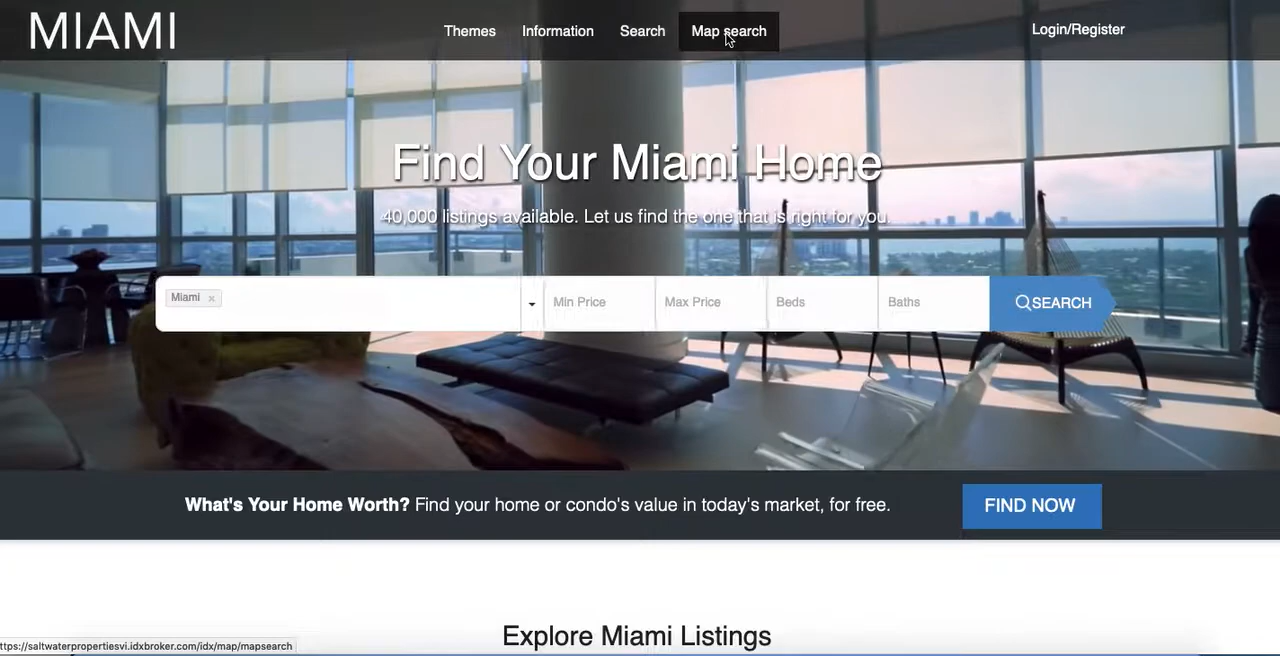 MIAMI
Themes Information Search Map search
Login/Register
Find Your Miami Home
40,000 listings available. Let us find the one that is right for you.
Miami × Min Price Max Price Beds Baths SEARCH
What's Your Home Worth? Find your home or condo's value in today's market, for free. FIND NOW
Explore Miami Listings
ttps://saltwaterpropertiesvi.idxbroker.com/idx/map/mapsearch